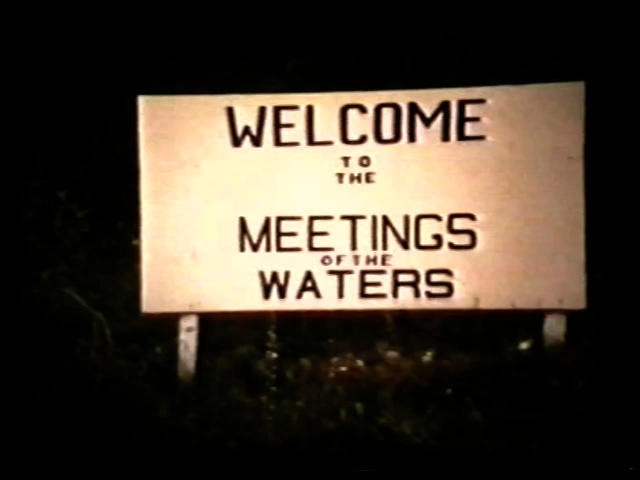 WELCOME
TO
THE
MEETINGS
OF THE
WATERS